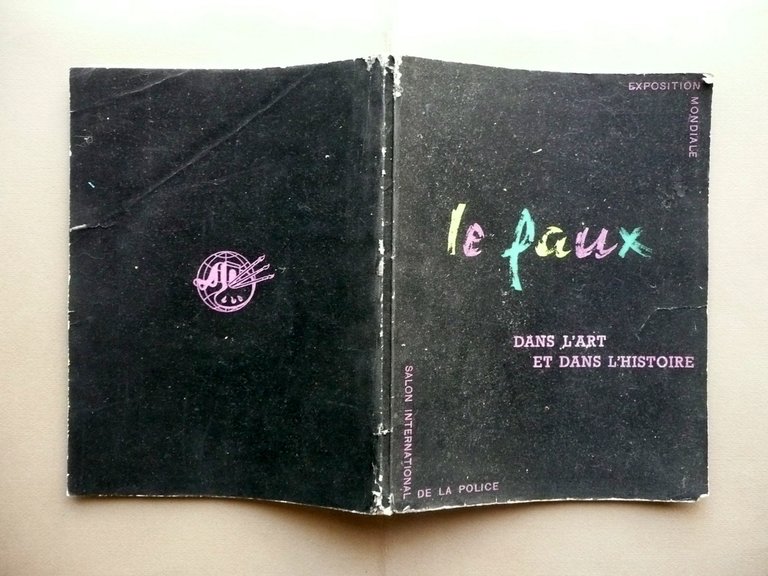 EXPOSITION
MONDIALE
le faux
DANS L'ART
ET DANS L'HISTOIRE
SALON INTERNATIONAL
DE LA POLICE